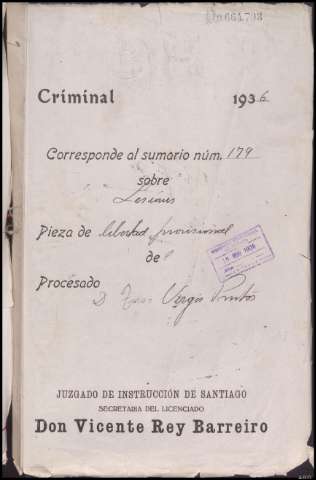 Criminal 1936
Corresponde al sumario núm. 179
sobre
Lesiones
Pieza de libertad provisional
de
Procesado
D
JUZGADO DE INSTRUCCIÓN DE SANTIAGO
SECRETARIA DEL LICENCIADO
Don Vicente Rey Barreiro